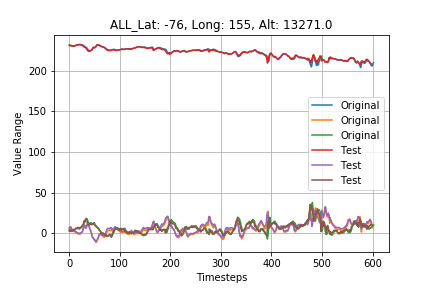 ALL_Lat: -76, Long: 155, Alt: 13271.0
200
150
100
50
0
Value Range
Original
Original
Original
Test
Test
Test
0 100 200 300 400 500 600
Timesteps